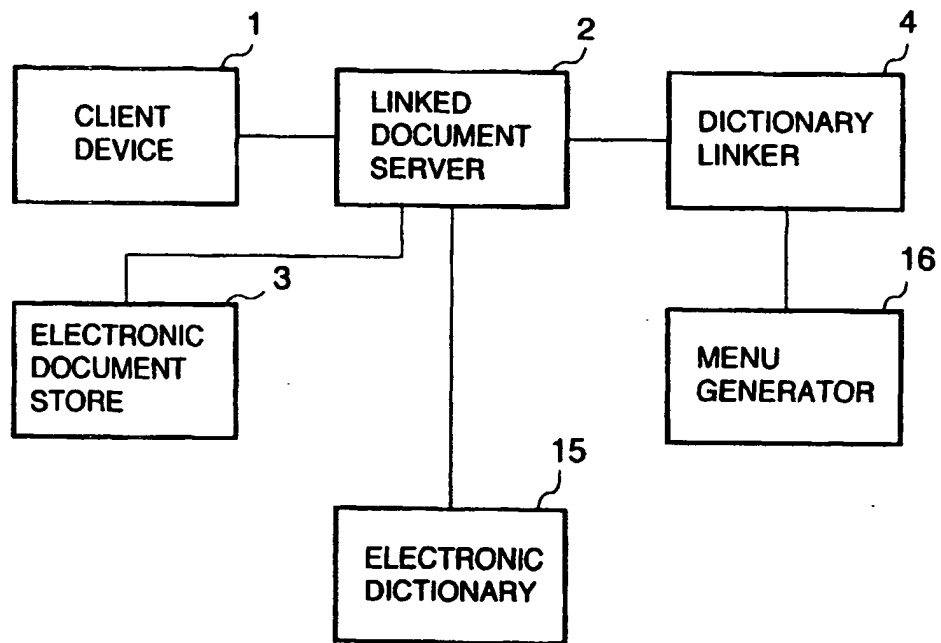 1
2
4
CLIENT
DEVICE
LINKED
DOCUMENT
SERVER
DICTIONARY
LINKER
3
16
ELECTRONIC
DOCUMENT
STORE
MENU
GENERATOR
15
ELECTRONIC
DICTIONARY